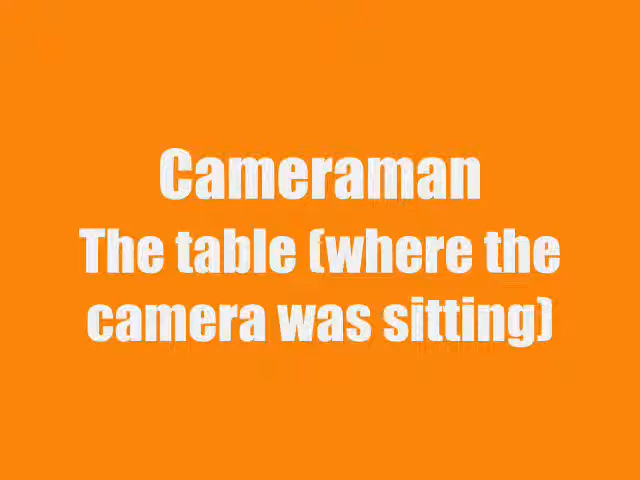 Cameraman
The table (where the
camera was sitting)